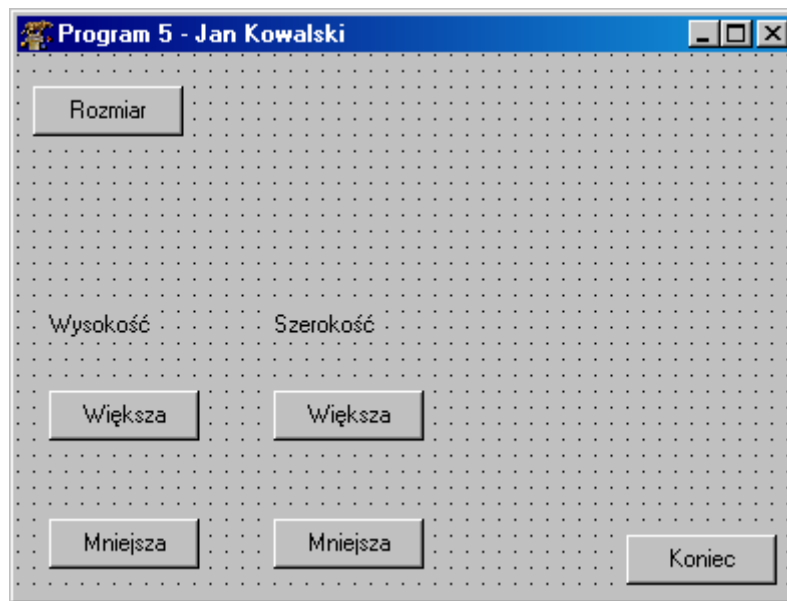 Program 5 - Jan Kowalski
Rozmiar
Wysokość Szerokość
Większa Większa
Mniejsza Mniejsza
Koniec